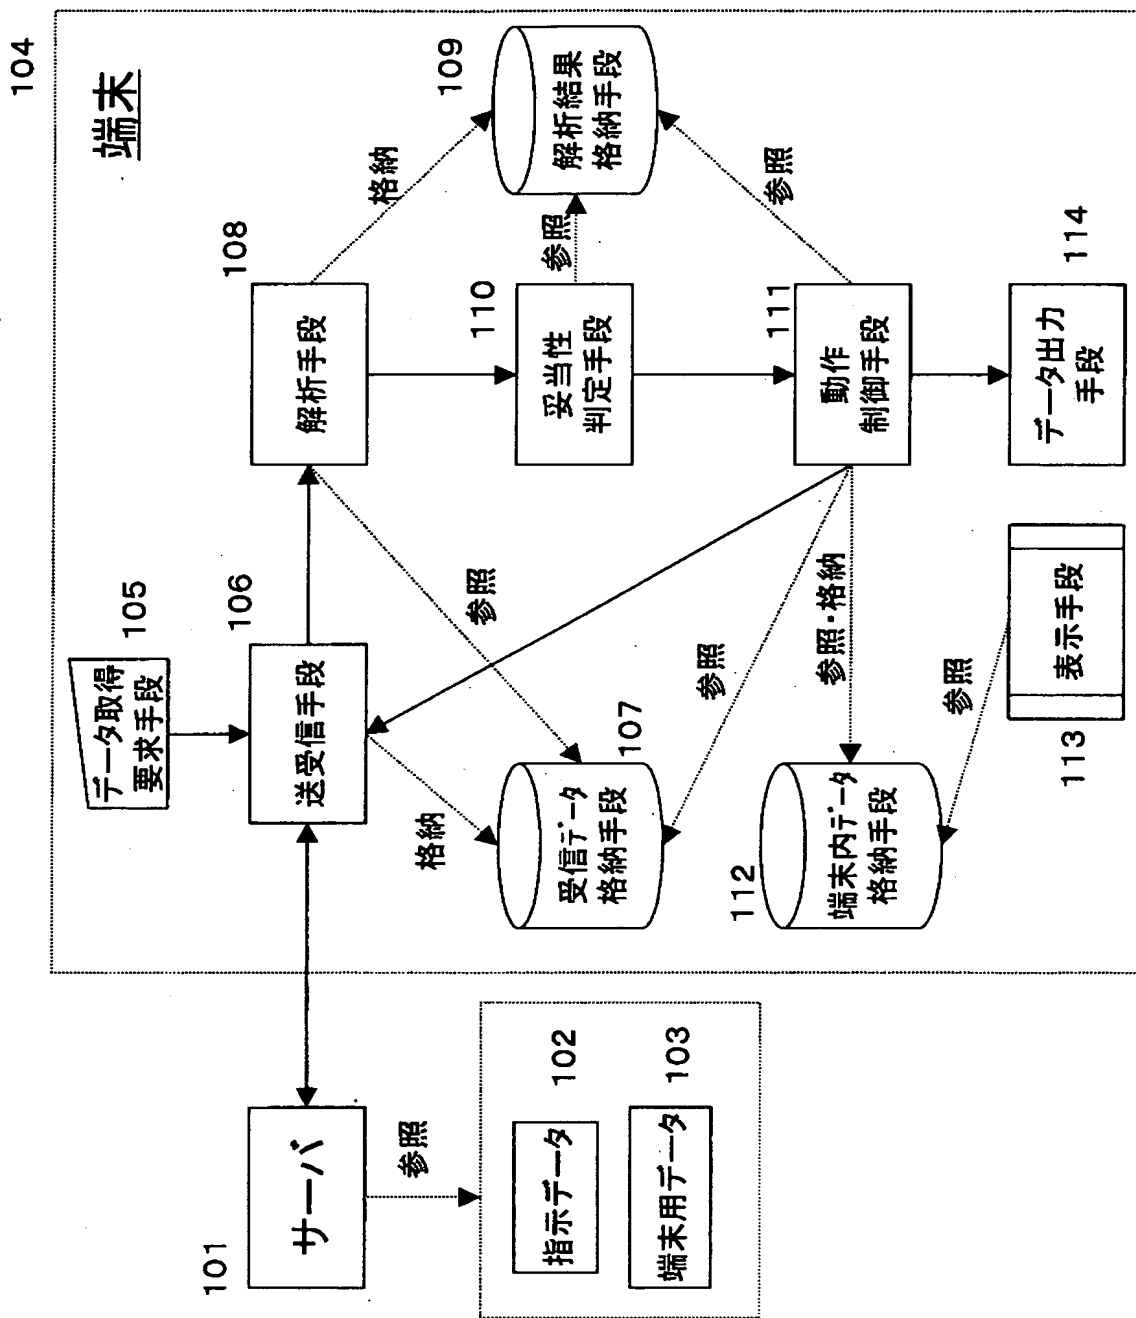 104
端末
105
データ取得
要求手段
106
送受信手段
108
解析手段
109
解析結果
格納手段
格納
参照
110
妥当性
判定手段
参照
格納
107
受信データ
格納手段
参照
111
動作
制御手段
参照
参照・格納
112
端末内データ
格納手段
参照
113
表示手段
114
データ出力
手段
101
サーバ
参照
102
指示データ
103
端末用データ